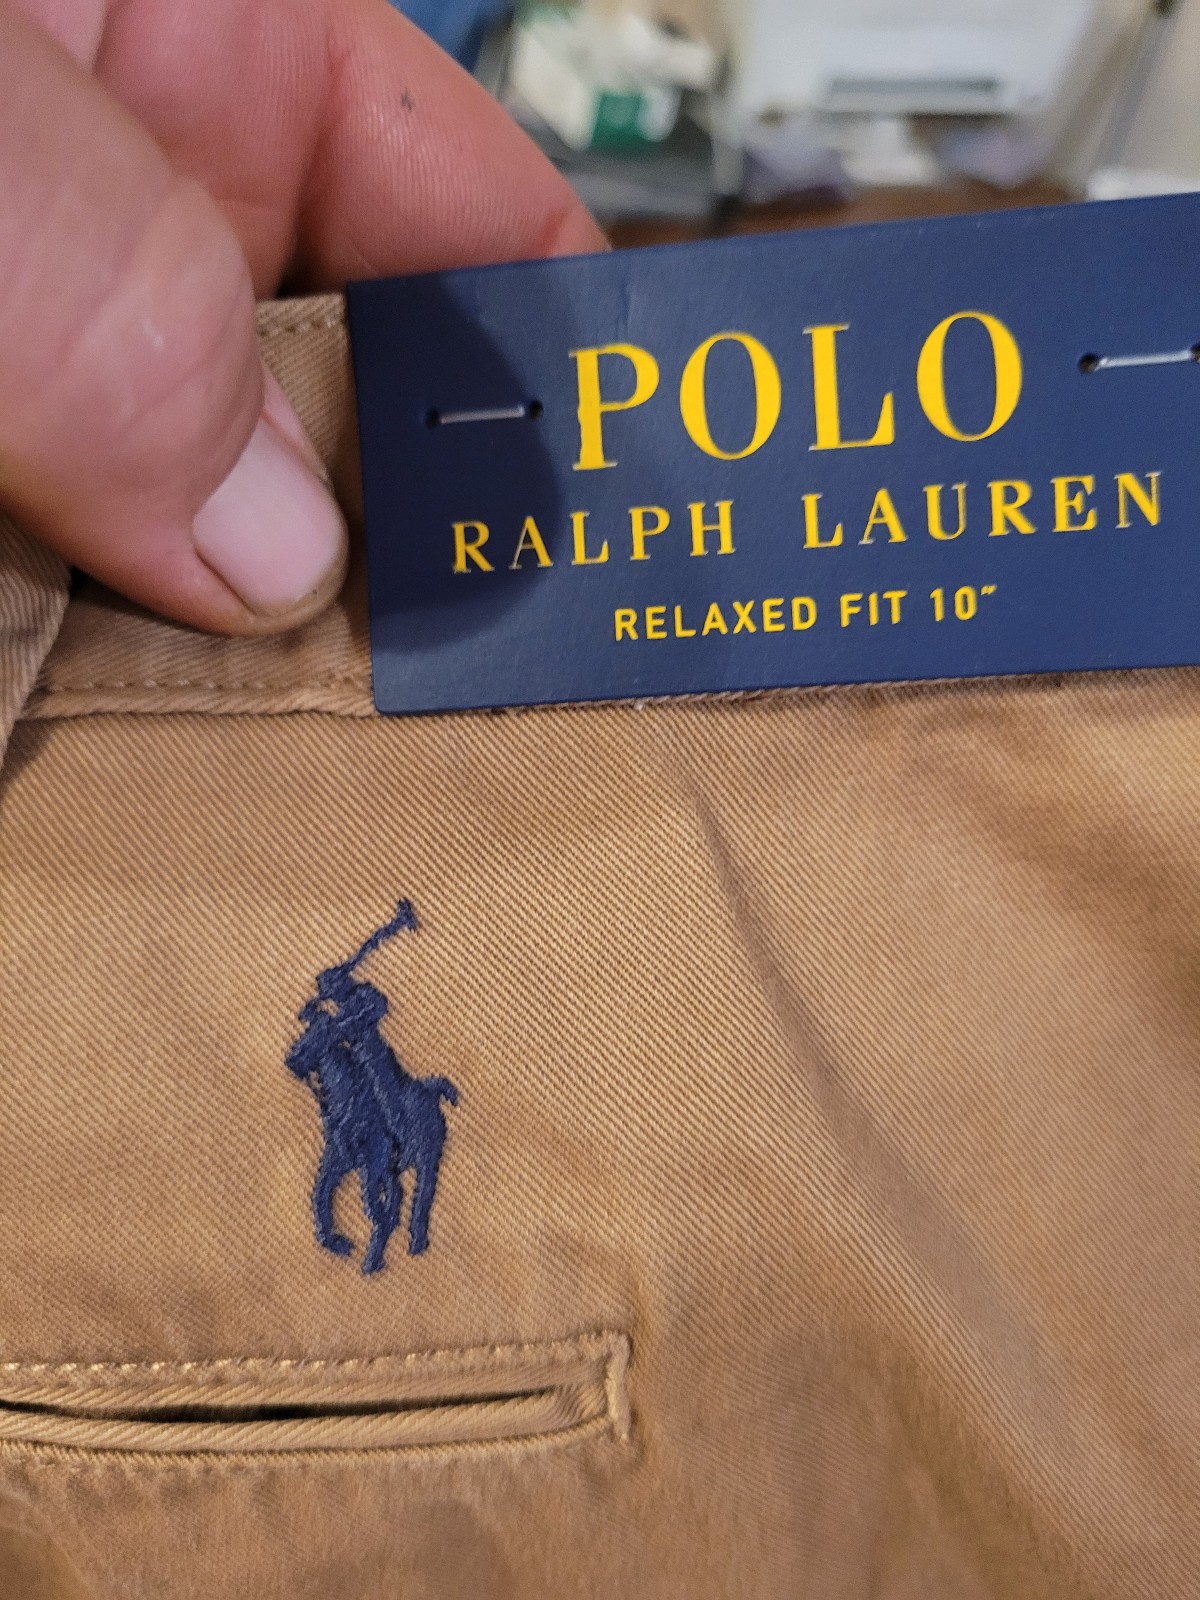 POLO
RALPH LAUREN
RELAXED FIT 10"